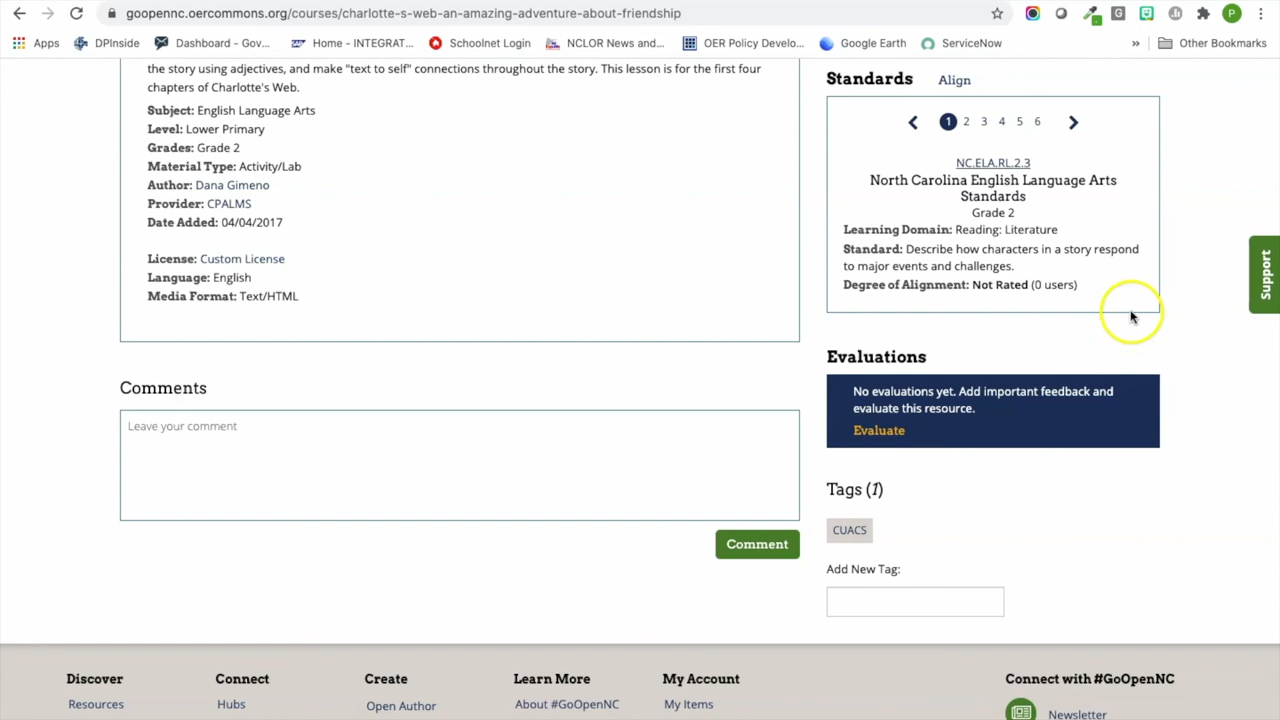 goopennc.oercommons.org/courses/charlotte-s-web-an-amazing-adventure-about-friendship
G
P
Apps
DPInside
Dashboard - Gov...
Home - INTEGRAT...
Schoolnet Login
NCLOR News and...
OER Policy Develo...
Google Earth
ServiceNow
»
Other Bookmarks
the story using adjectives, and make "text to self" connections throughout the story. This lesson is for the first four
chapters of Charlotte's Web.
Subject: English Language Arts
Level: Lower Primary
Grades: Grade 2
Material Type: Activity/Lab
Author: Dana Gimeno
Provider: CPALMS
Date Added: 04/04/2017
License: Custom License
Language: English
Media Format: Text/HTML
Comments
Leave your comment
Comment
Standards Align
1 2 3 4 5 6
NC.ELA.RL.2.3
North Carolina English Language Arts
Standards
Grade 2
Learning Domain: Reading: Literature
Standard: Describe how characters in a story respond
to major events and challenges.
Degree of Alignment: Not Rated (0 users)
Evaluations
No evaluations yet. Add important feedback and
evaluate this resource.
Evaluate
Tags (1)
CUACS
Add New Tag:
Support
Discover
Resources
Connect
Hubs
Create
Open Author
Learn More
About #GoOpenNC
My Account
My Items
Connect with #GoOpenNC
Newsletter